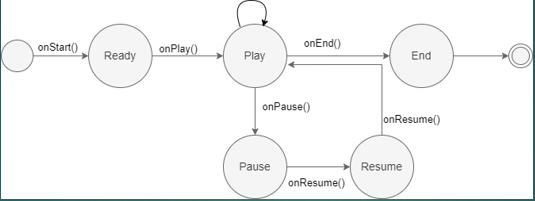 onStart()
Ready
onPlay()
Play
onEnd()
End
onPause()
onResume()
Pause
onResume()
Resume